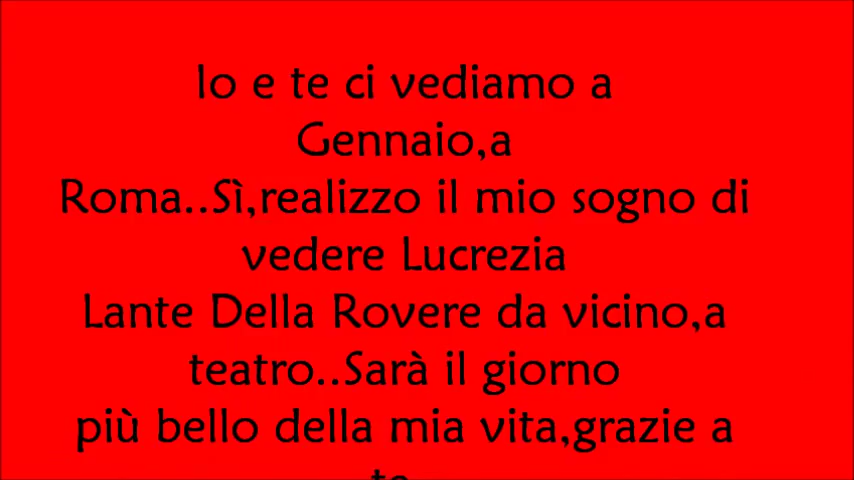 Io e te ci vediamo a
Gennaio,a
Roma..Sì,realizzo il mio sogno di
vedere Lucrezia
Lante Della Rovere da vicino,a
teatro..Sarà il giorno
più bello della mia vita,grazie a
te